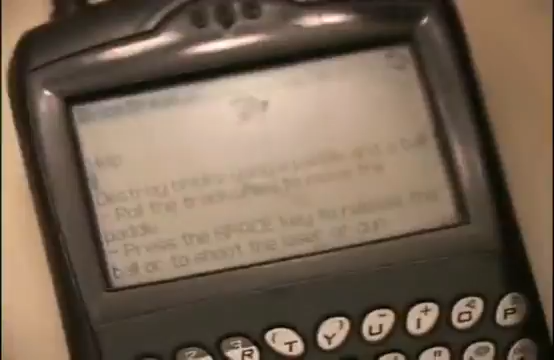 Help
Destroy bricks using a paddle and a ball
- Roll the trackwheel to move the
paddle
- Press the SPACE key to release the
ball or to shoot the laser or gun
R T Y U I O P